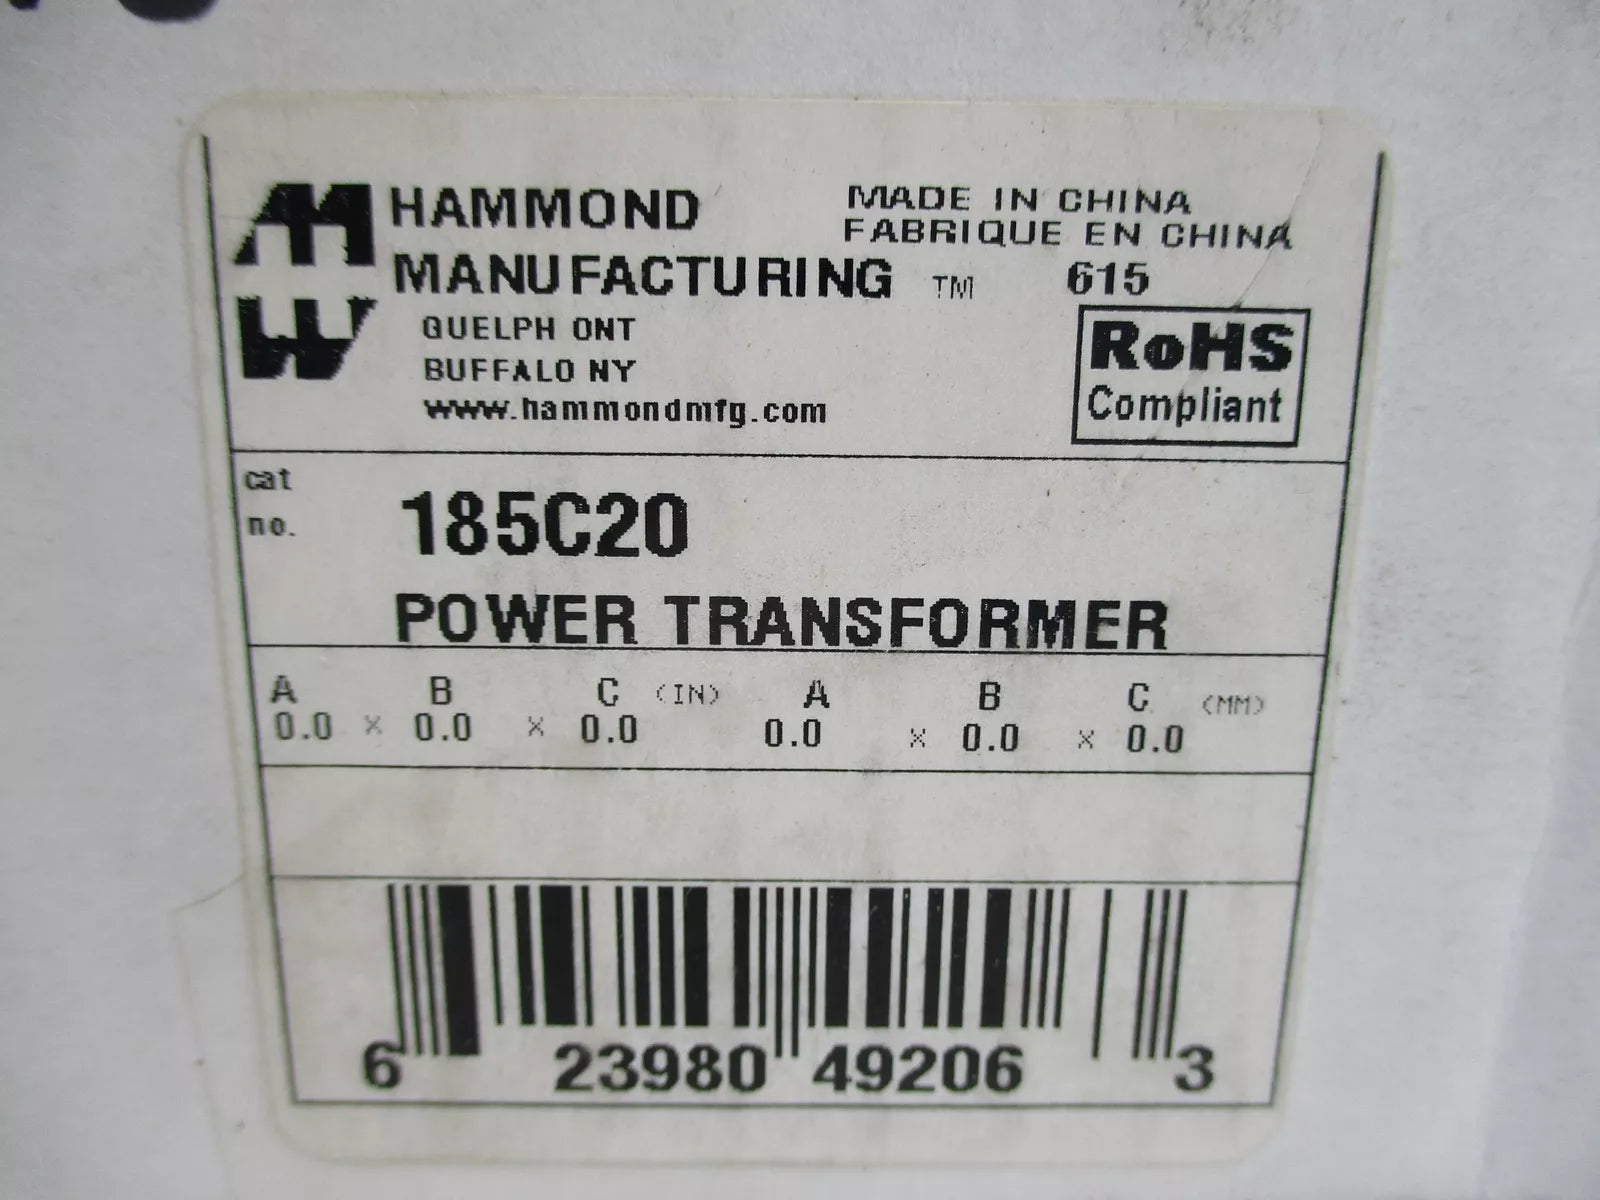 HAMMOND
MANUFACTURING TM
GUELPH ONT
BUFFALO NY
www.hammondmfg.com
MADE IN CHINA
FABRIQUE EN CHINA
615
RoHS
Compliant
cat
no.
185C20
POWER TRANSFORMER
A B C (IN) A B C (MM)
0.0 x 0.0 x 0.0 0.0 x 0.0 x 0.0
6 23980 49206 3